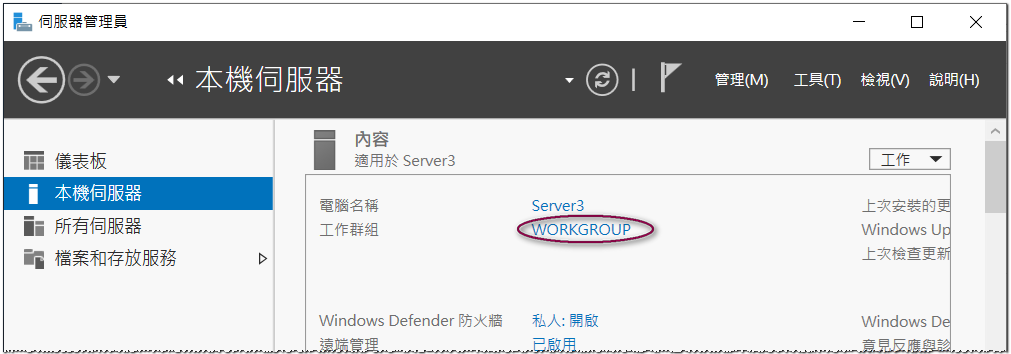 伺服器管理員
本機伺服器
管理(M) 工具(T) 檢視(V) 說明(H)
儀表板
本機伺服器
所有伺服器
檔案和存放服務
內容
適用於 Server3
工作
電腦名稱 Server3 上次安裝的更
工作群組 WORKGROUP Windows Up
上次檢查更新
Windows Defender 防火牆 私人: 開啟 Windows De
遠端管理 已啟用 意見反應與診